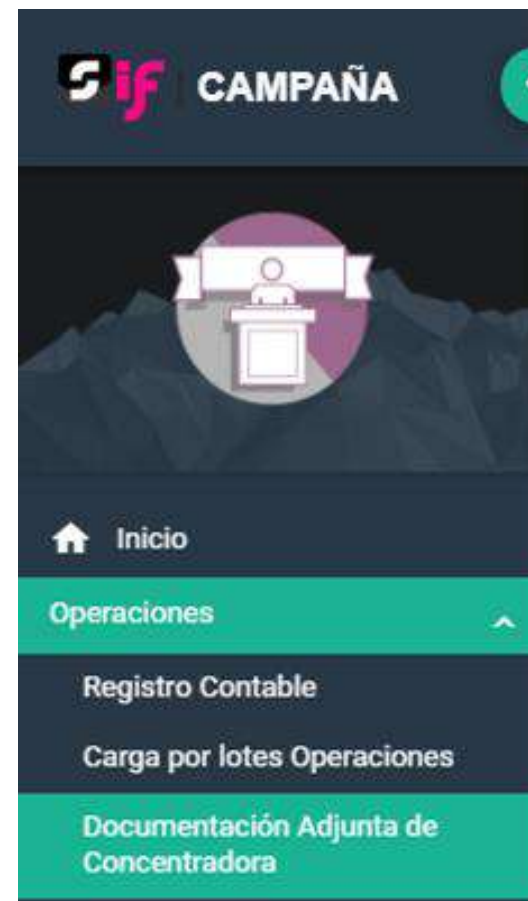 Sif CAMPAÑA
Inicio
Operaciones
Registro Contable
Carga por lotes Operaciones
Documentación Adjunta de
Concentradora